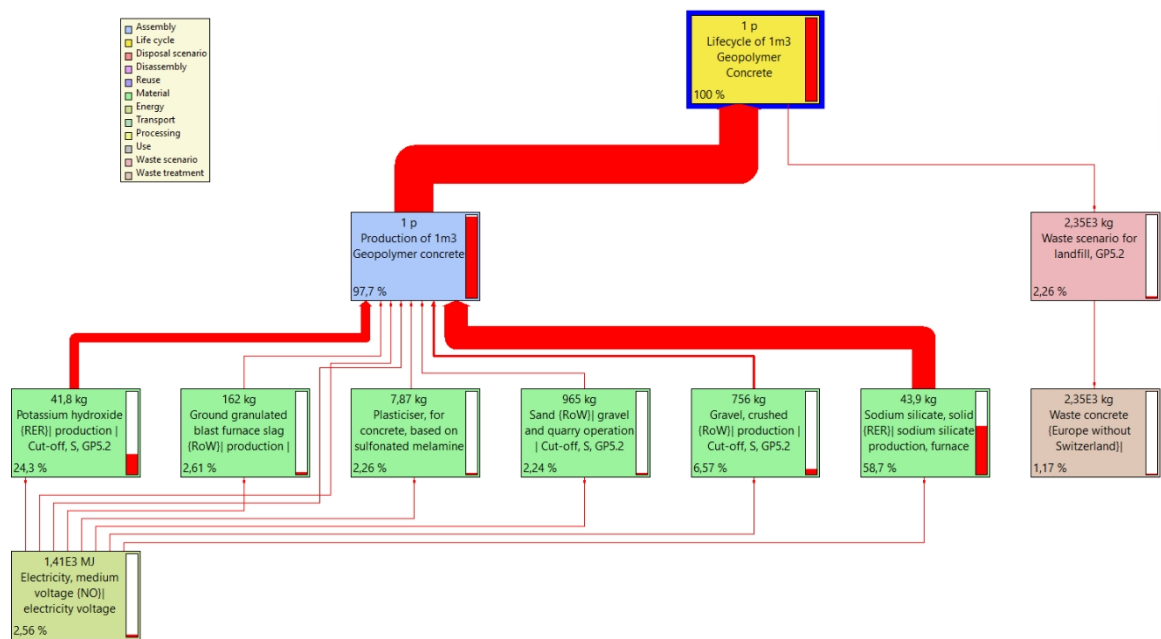 Assembly
Life cycle
Disposal scenario
Disassembly
Reuse
Material
Energy
Transport
Processing
Use
Waste scenario
Waste treatment
1 p
Lifecycle of 1m3
Geopolymer
Concrete
100 %
1 p
Production of 1m3
Geopolymer concrete
97,7 %
2,35E3 kg
Waste scenario for
landfill, GP5.2
2,26 %
41,8 kg
Potassium hydroxide
{RER}| production |
Cut-off, S, GP5.2
24,3 %
162 kg
Ground granulated
blast furnace slag
{RoW}| production |
2,61 %
7,87 kg
Plasticiser, for
concrete, based on
sulfonated melamine
2,26 %
965 kg
Sand {RoW}| gravel
and quarry operation
| Cut-off, S, GP5.2
2,24 %
756 kg
Gravel, crushed
{RoW}| production |
Cut-off, S, GP5.2
6,57 %
43,9 kg
Sodium silicate, solid
{RER}| sodium silicate
production, furnace
58,7 %
2,35E3 kg
Waste concrete
{Europe without
Switzerland}|
1,17 %
1,41E3 MJ
Electricity, medium
voltage {NO}|
electricity voltage
2,56 %